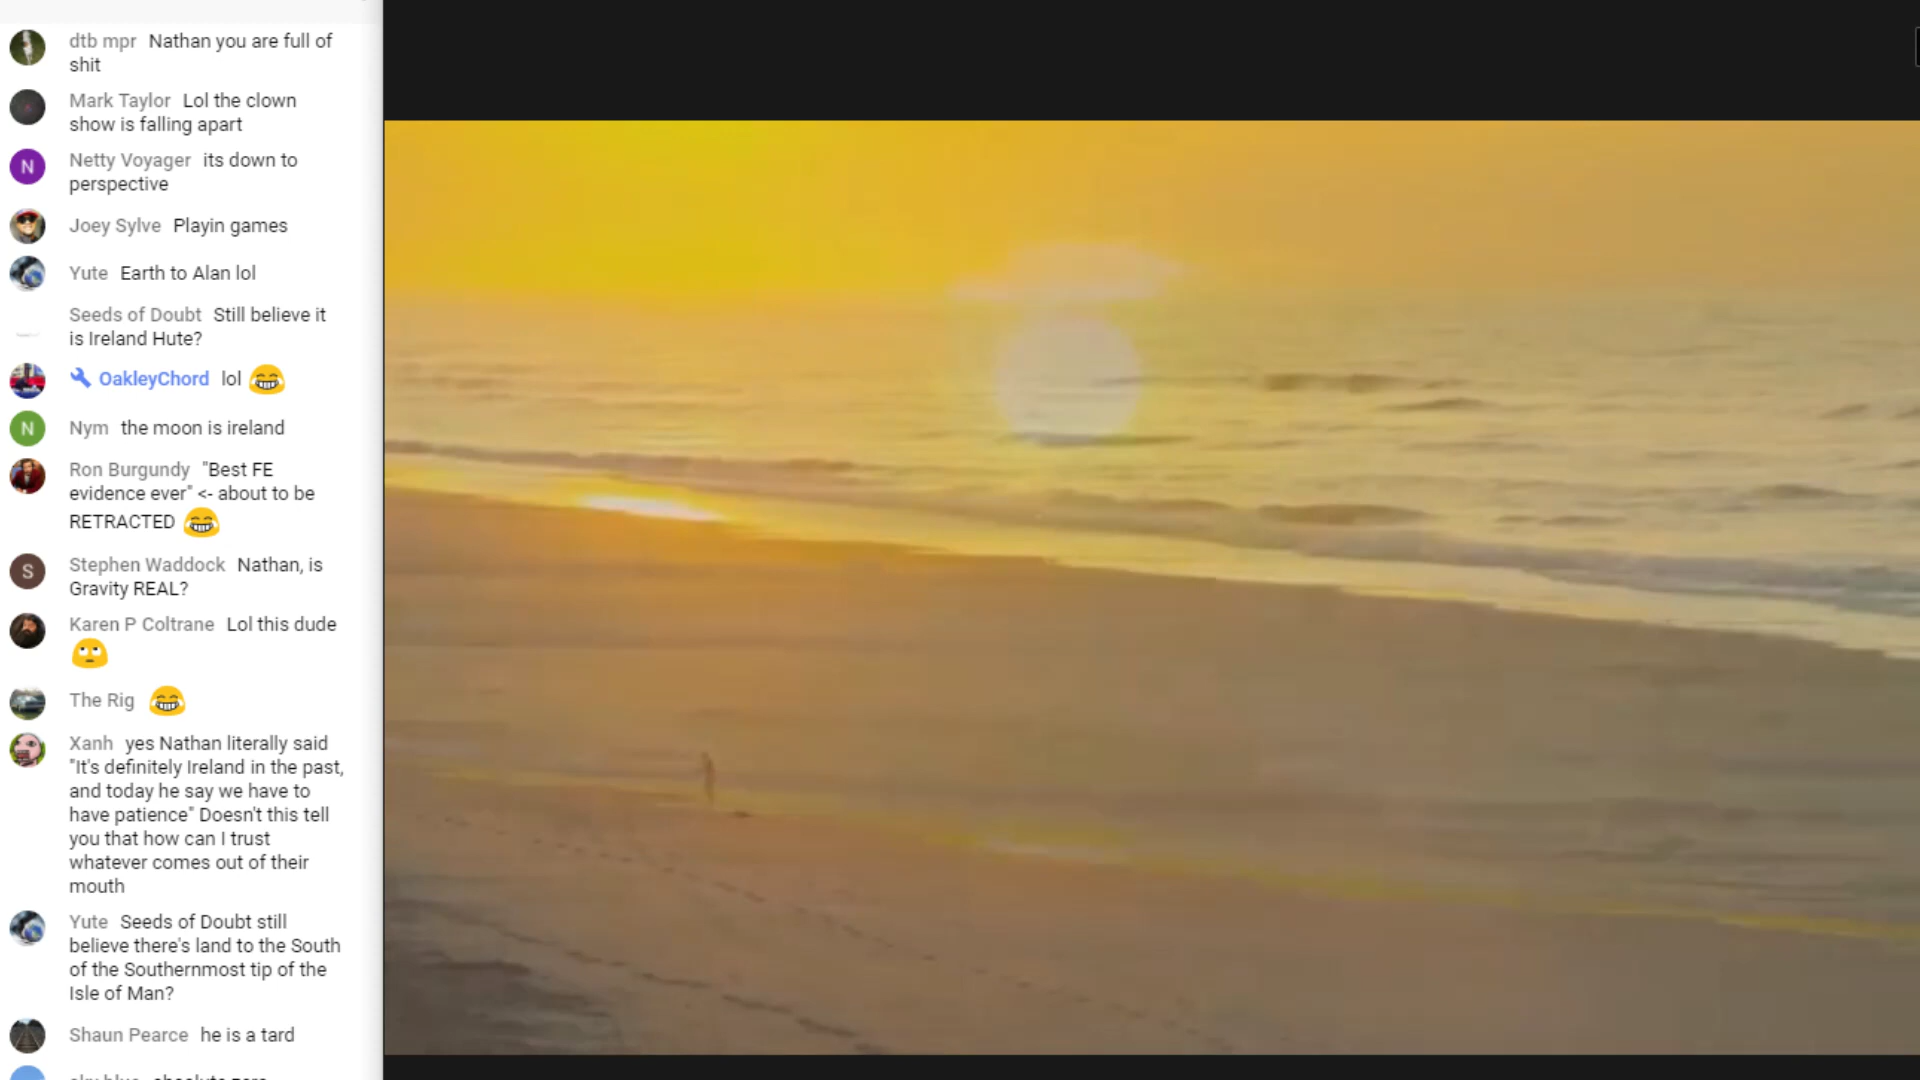 dtb mpr Nathan you are full of
shit
Mark Taylor Lol the clown
show is falling apart
N
Netty Voyager its down to
perspective
Joey Sylve Playin games
Yute Earth to Alan lol
Seeds of Doubt Still believe it
is Ireland Hute?
OakleyChord lol 😂
N
Nym the moon is ireland
Ron Burgundy "Best FE
evidence ever" <- about to be
RETRACTED 😂
S
Stephen Waddock Nathan, is
Gravity REAL?
Karen P Coltrane Lol this dude
🙄
The Rig 😂
Xanh yes Nathan literally said
"It's definitely Ireland in the past,
and today he say we have to
have patience" Doesn't this tell
you that how can I trust
whatever comes out of their
mouth
Yute Seeds of Doubt still
believe there's land to the South
of the Southernmost tip of the
Isle of Man?
Shaun Pearce he is a tard